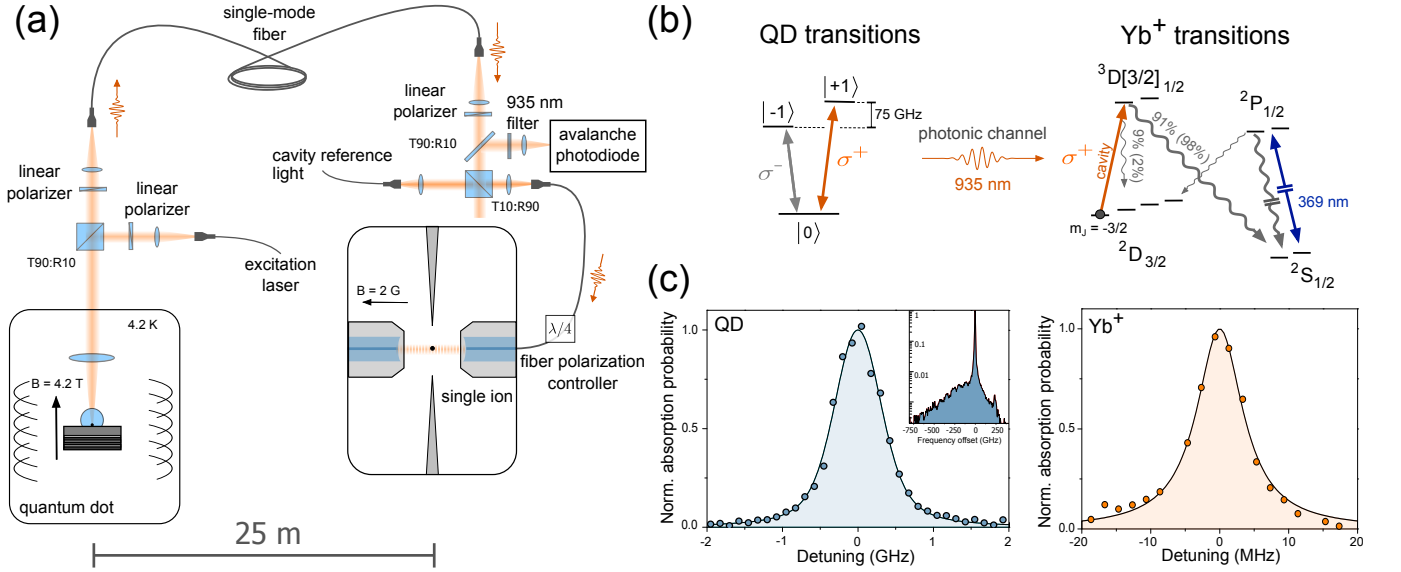 (a)
single-mode
fiber
linear
polarizer
935 nm
filter
T90:R10
avalanche
photodiode
cavity reference
light
T10:R90
linear
polarizer
linear
polarizer
T90:R10
excitation
laser
B = 2 G
λ/4
fiber polarization
controller
single ion
4.2 K
B = 4.2 T
quantum dot
25 m
(b)
QD transitions
Yb+ transitions
|-1⟩
|+1⟩
75 GHz
σ-
σ+
|0⟩
photonic channel
935 nm
σ+
cavity
3D[3/2]1/2
2P1/2
9% (2%)
91% (98%)
369 nm
mJ = -3/2
2D3/2
2S1/2
(c)
QD
Norm. absorption probability
1.0
0.5
0.0
-2
-1
0
1
2
Detuning (GHz)
1
0.1
0.01
-750
-500
-250
0
250
Frequency offset (GHz)
Yb+
Norm. absorption probability
1.0
0.5
0.0
-20
-10
0
10
20
Detuning (MHz)